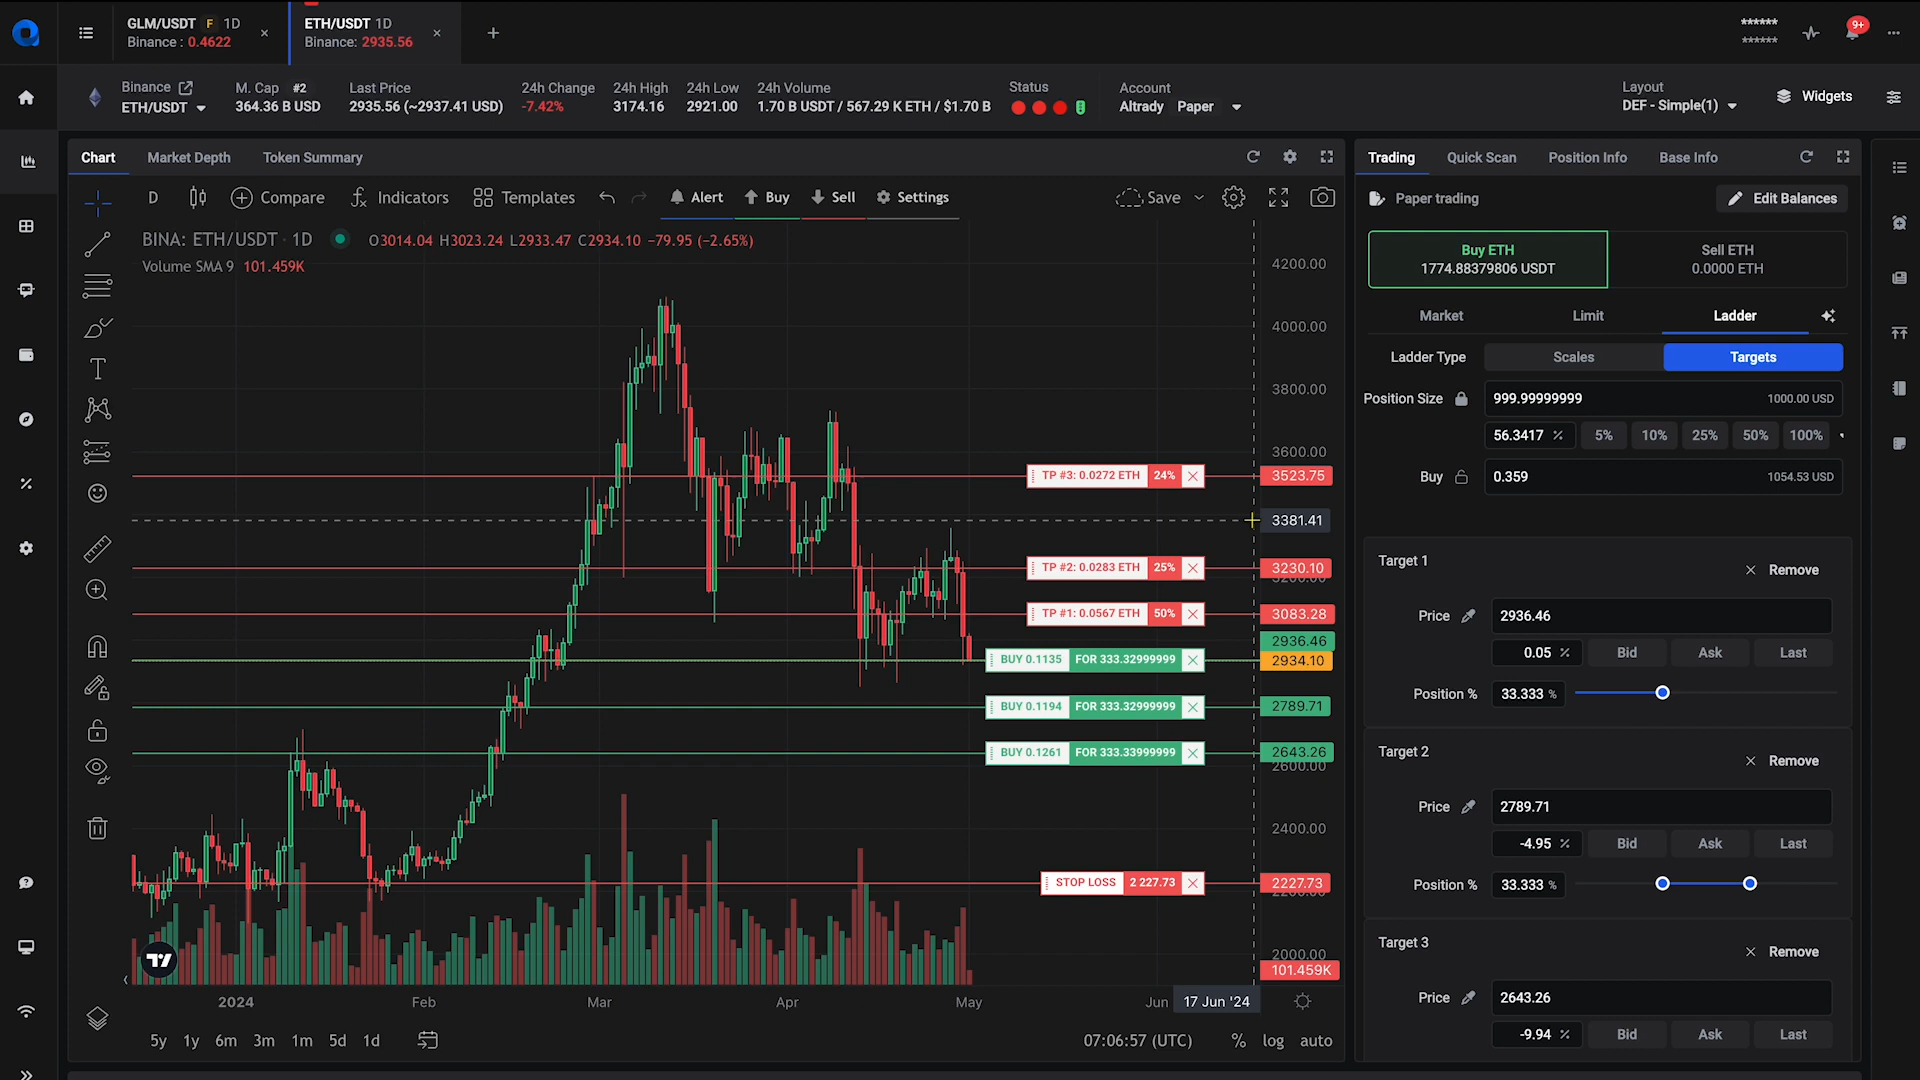 GLM/USDT F 1D
Binance : 0.4622
ETH/USDT 1D
Binance: 2935.56
******
******
9+
Binance
ETH/USDT
M. Cap #2
364.36 B USD
Last Price
2935.56 (~2937.41 USD)
24h Change
-7.42%
24h High
3174.16
24h Low
2921.00
24h Volume
1.70 B USDT / 567.29 K ETH / $1.70 B
Status
Account
Altrady Paper
Layout
DEF - Simple(1)
Widgets
Chart Market Depth Token Summary
D Compare Indicators Templates Alert Buy Sell Settings Save
BINA: ETH/USDT · 1D O3014.04 H3023.24 L2933.47 C2934.10 −79.95 (−2.65%)
Volume SMA 9 101.459K
4200.00
4000.00
3800.00
3600.00
TP #3: 0.0272 ETH 24% 3523.75
3381.41
TP #2: 0.0283 ETH 25% 3230.10
3200.00
TP #1: 0.0567 ETH 50% 3083.28
2936.46
BUY 0.1135 FOR 333.32999999 2934.10
BUY 0.1194 FOR 333.32999999 2789.71
BUY 0.1261 FOR 333.33999999 2643.26
2600.00
2400.00
STOP LOSS 2 227.73 2227.73
2200.00
2000.00
101.459K
2024 Feb Mar Apr May Jun 17 Jun '24
5y 1y 6m 3m 1m 5d 1d
07:06:57 (UTC) % log auto
Trading Quick Scan Position Info Base Info
Paper trading
Edit Balances
Buy ETH
1774.88379806 USDT
Sell ETH
0.0000 ETH
Market Limit Ladder
Ladder Type Scales Targets
Position Size 999.99999999 1000.00 USD
56.3417 % 5% 10% 25% 50% 100%
Buy 0.359 1054.53 USD
Target 1
Remove
Price 2936.46
0.05 % Bid Ask Last
Position % 33.333 %
Target 2
Remove
Price 2789.71
-4.95 % Bid Ask Last
Position % 33.333 %
Target 3
Remove
Price 2643.26
-9.94 % Bid Ask Last